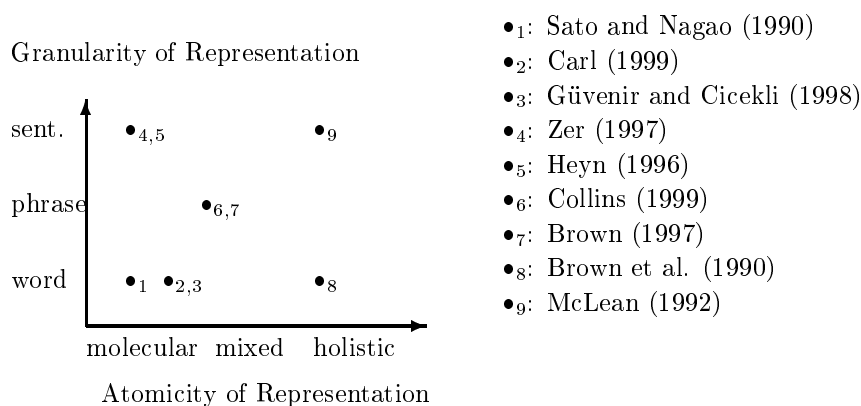 Granularity of Representation
sent.
•4,5
•9
phrase
•6,7
word
•1
•2,3
•8
molecular mixed holistic
Atomicity of Representation
•1: Sato and Nagao (1990)
•2: Carl (1999)
•3: Güvenir and Cicekli (1998)
•4: Zer (1997)
•5: Heyn (1996)
•6: Collins (1999)
•7: Brown (1997)
•8: Brown et al. (1990)
•9: McLean (1992)